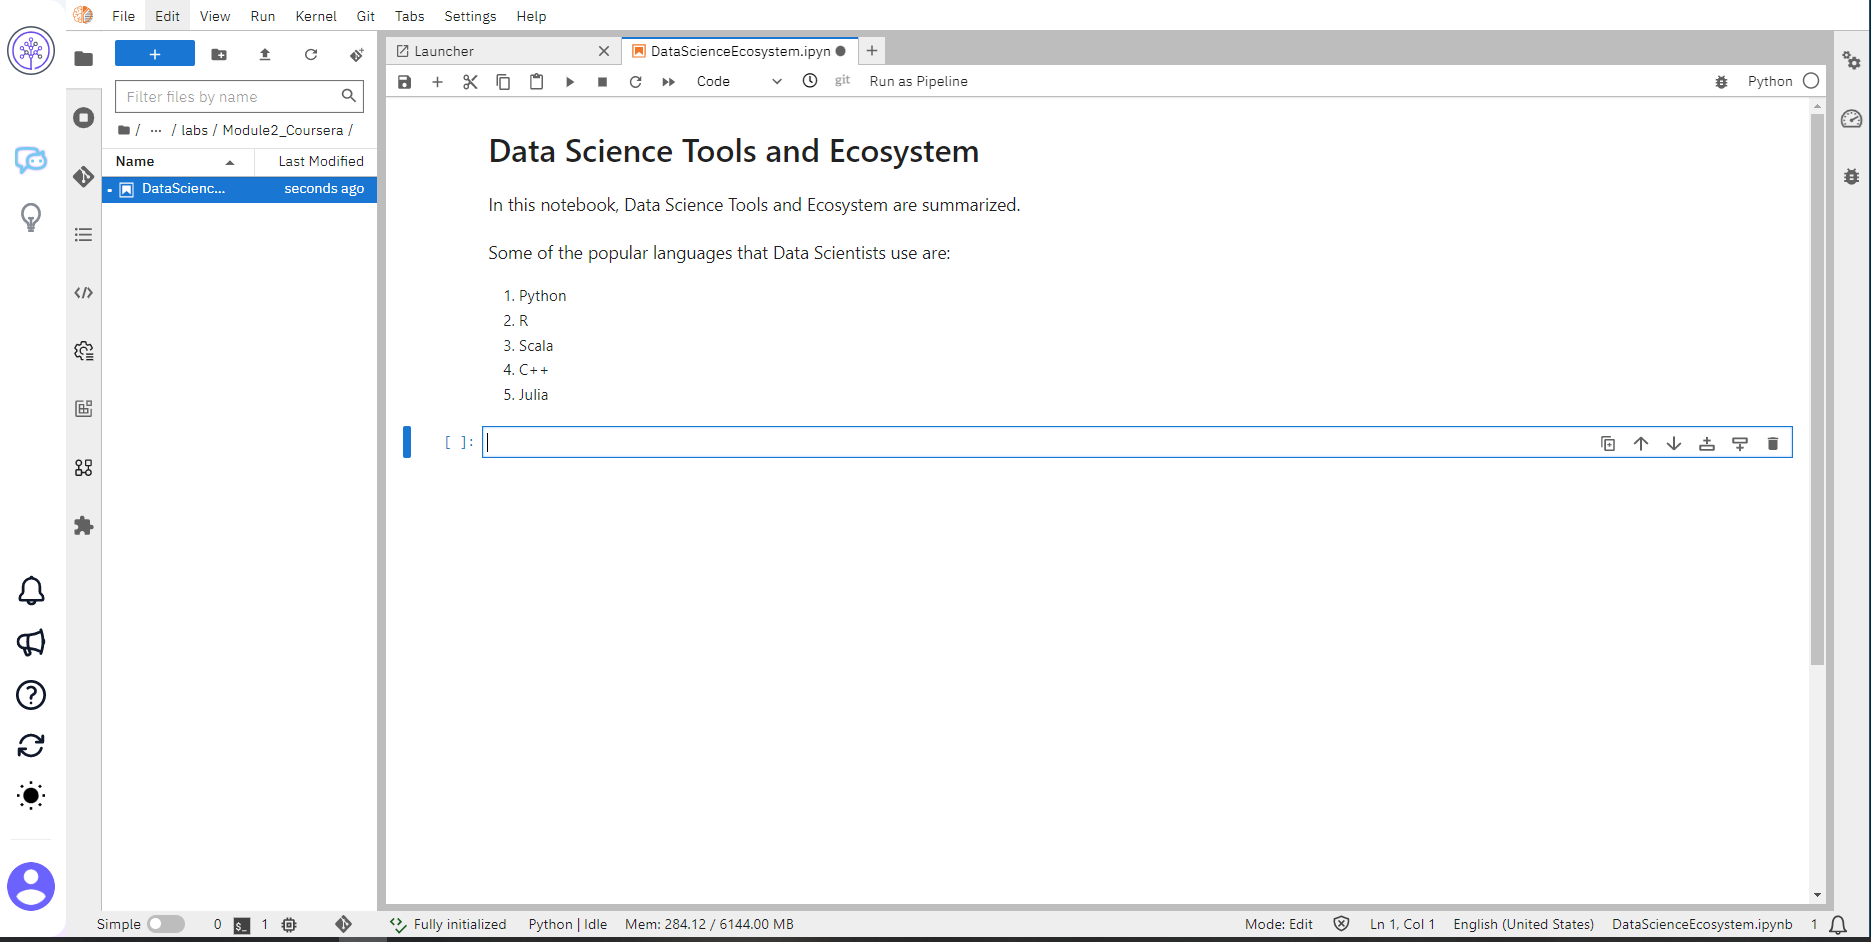 File Edit View Run Kernel Git Tabs Settings Help
+
Launcher
DataScienceEcosystem.ipyn
+
Code
git
Run as Pipeline
Python
Filter files by name
/ ··· / labs / Module2_Coursera /
Name Last Modified
DataScienc... seconds ago
Data Science Tools and Ecosystem
In this notebook, Data Science Tools and Ecosystem are summarized.
Some of the popular languages that Data Scientists use are:
1. Python
2. R
3. Scala
4. C++
5. Julia
[ ]:
Simple 0 $_ 1 Fully initialized Python | Idle Mem: 284.12 / 6144.00 MB Mode: Edit Ln 1, Col 1 English (United States) DataScienceEcosystem.ipynb 1